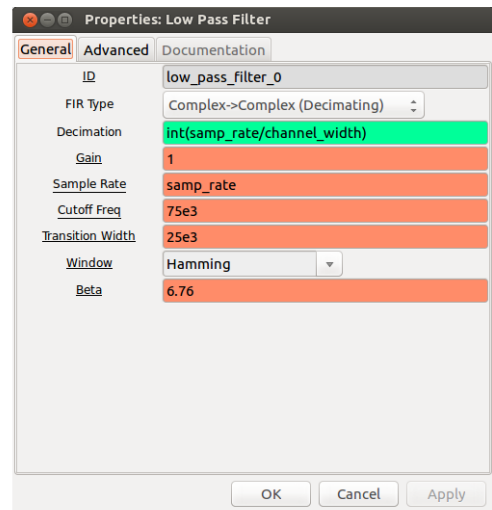 Properties: Low Pass Filter
General Advanced Documentation
ID low_pass_filter_0
FIR Type Complex->Complex (Decimating)
Decimation int(samp_rate/channel_width)
Gain 1
Sample Rate samp_rate
Cutoff Freq 75e3
Transition Width 25e3
Window Hamming
Beta 6.76
OK Cancel Apply